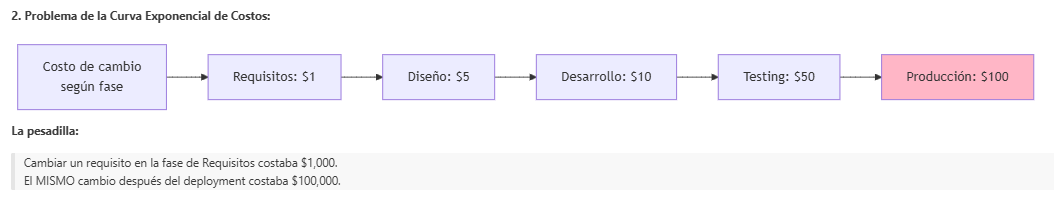 2. Problema de la Curva Exponencial de Costos:
Costo de cambio
según fase
Requisitos: $1
Diseño: $5
Desarrollo: $10
Testing: $50
Producción: $100
La pesadilla:
Cambiar un requisito en la fase de Requisitos costaba $1,000.
El MISMO cambio después del deployment costaba $100,000.